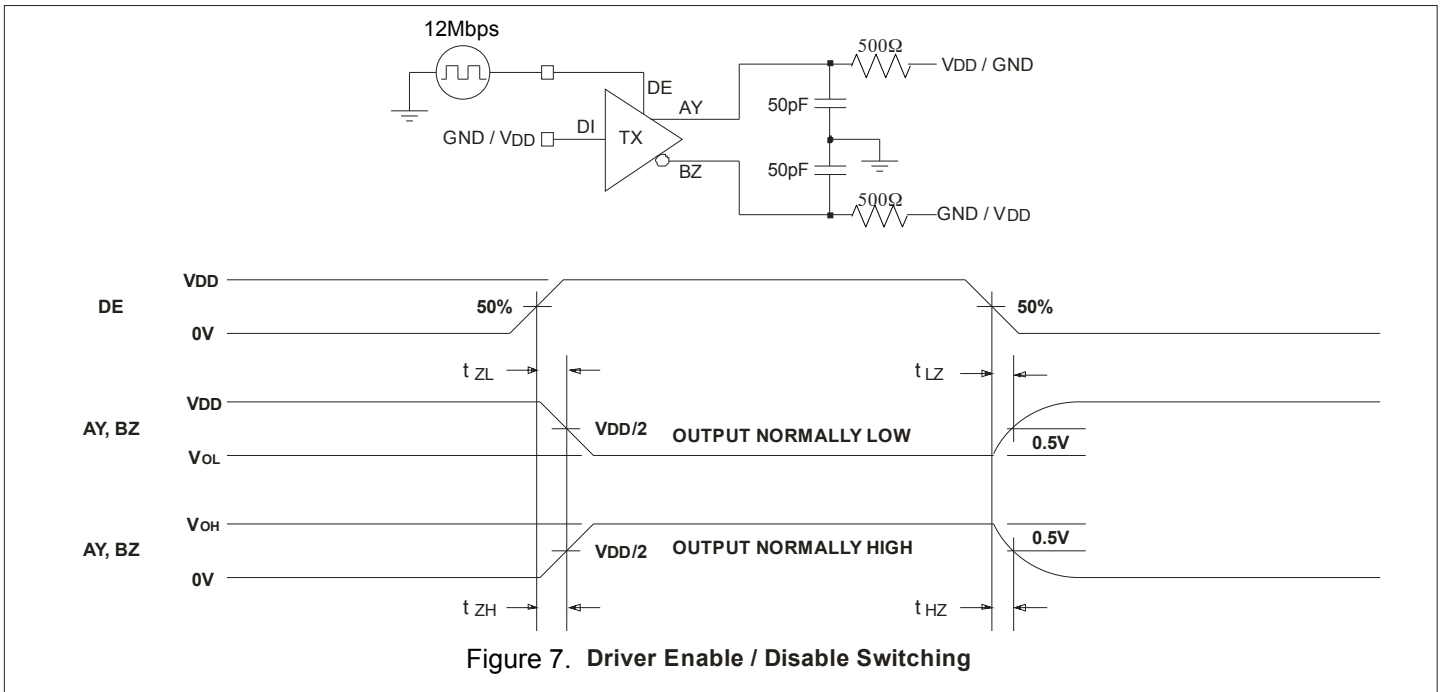 12Mbps
500Ω
VDD / GND
DE
AY
50pF
GND / VDD
DI
TX
50pF
BZ
500Ω
GND / VDD
VDD
DE
50%
50%
0V
t ZL
t LZ
VDD
AY, BZ
VDD/2
OUTPUT NORMALLY LOW
0.5V
VOL
VOH
AY, BZ
VDD/2
OUTPUT NORMALLY HIGH
0.5V
0V
t ZH
t HZ
Figure 7. Driver Enable / Disable Switching